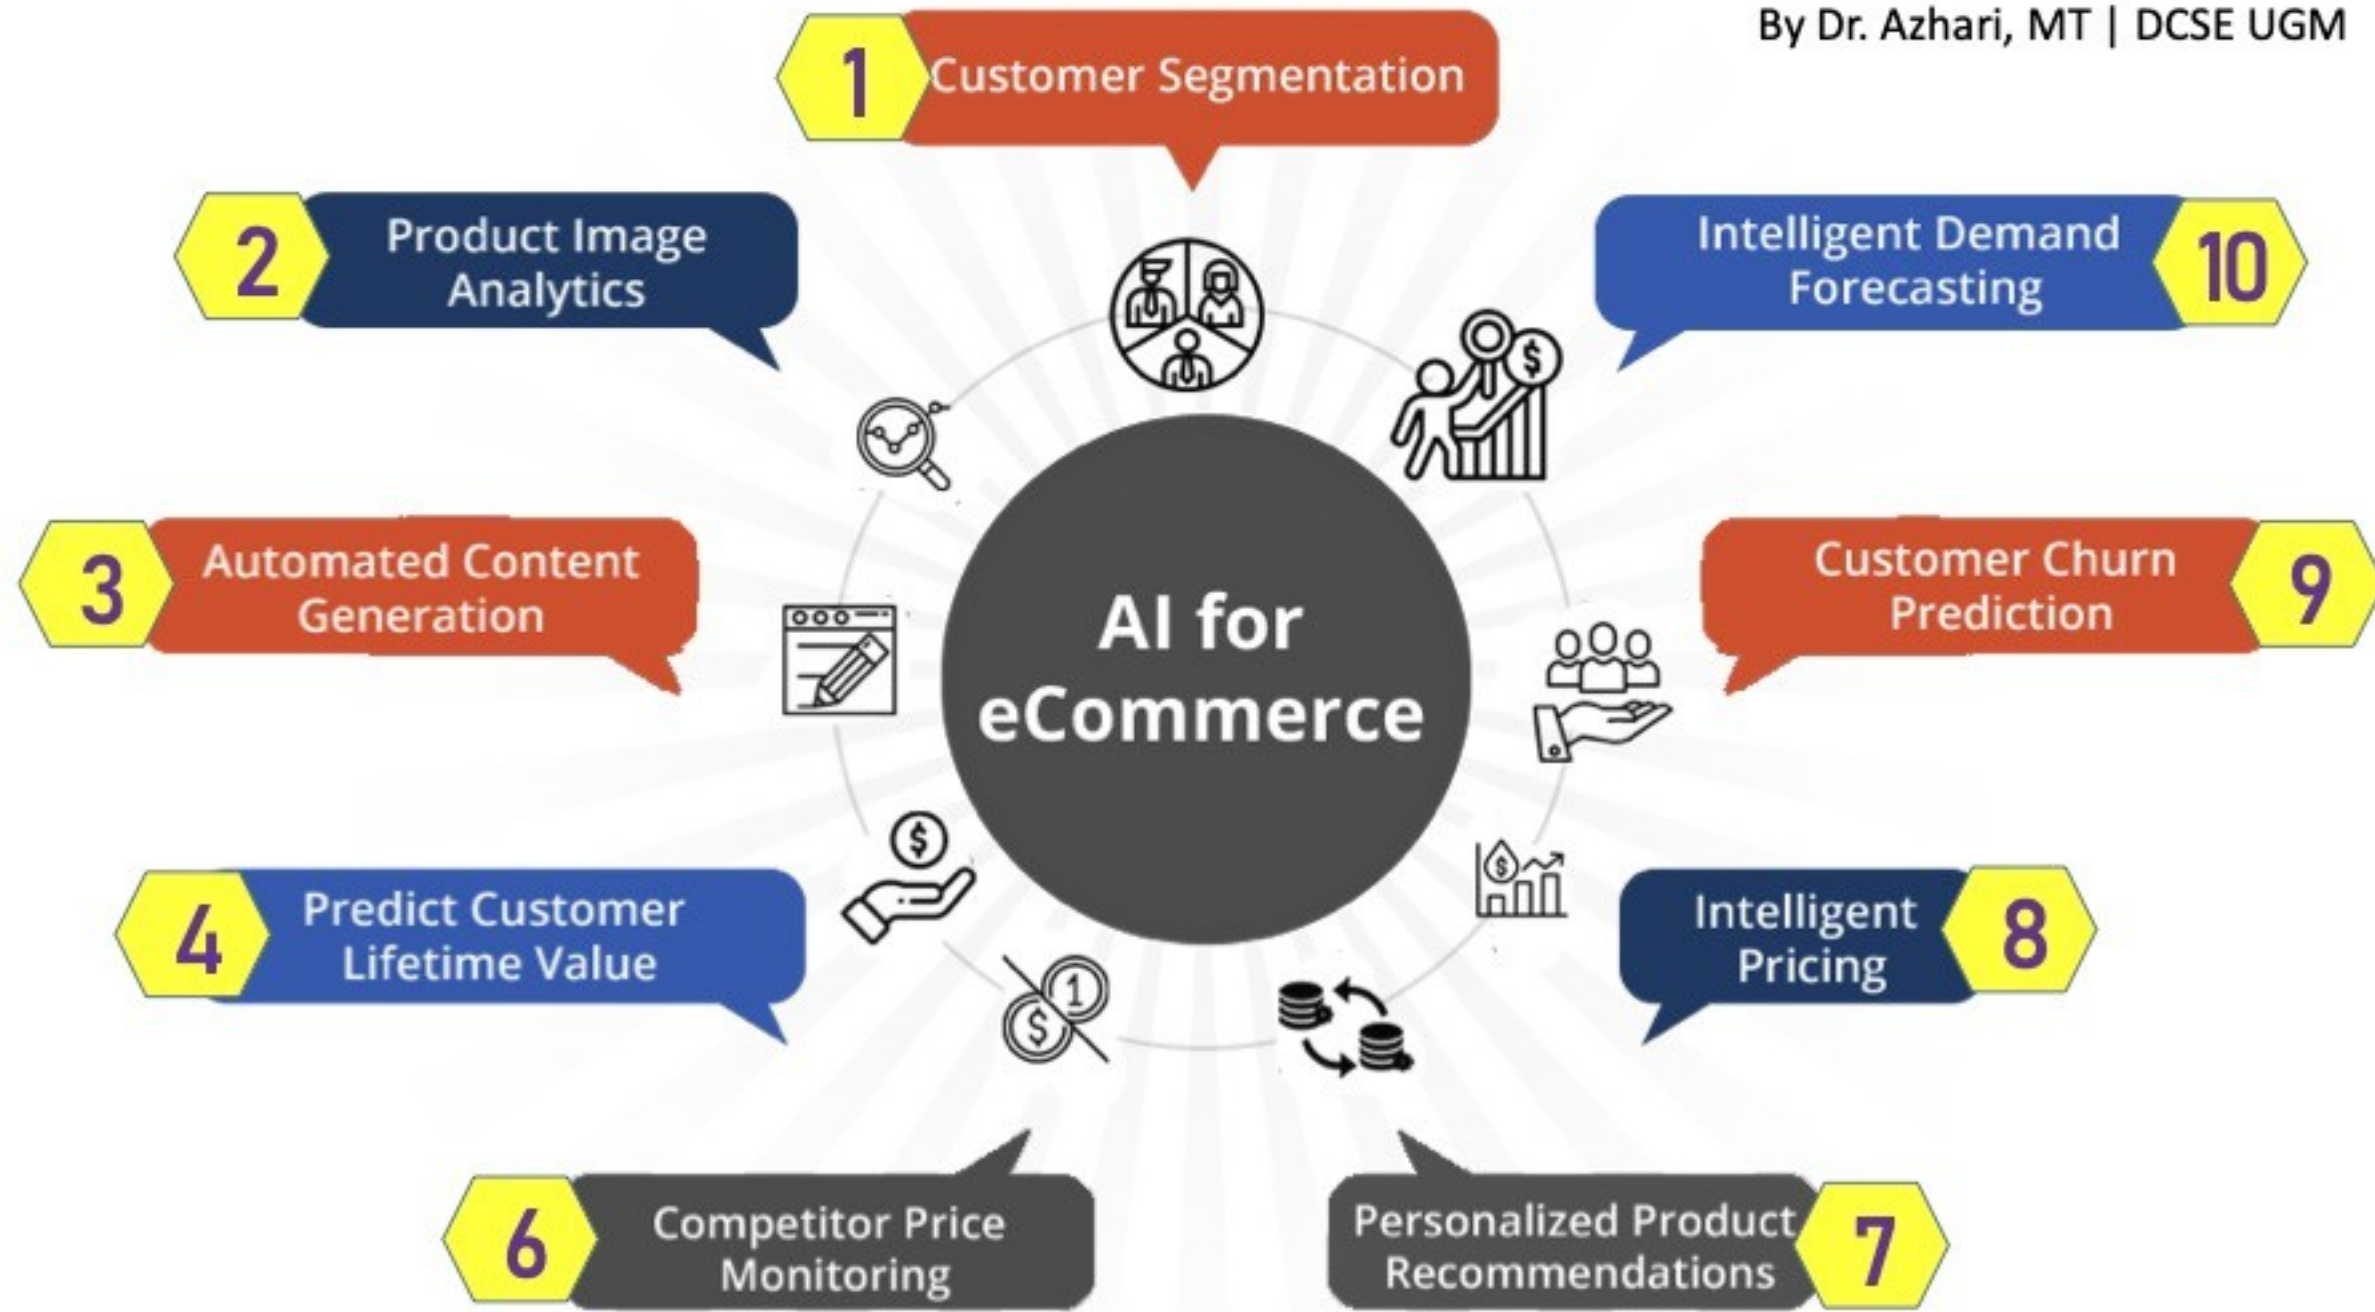 By Dr. Azhari, MT | DCSE UGM
1
Customer Segmentation
2
Product Image
Analytics
3
Automated Content
Generation
4
Predict Customer
Lifetime Value
6
Competitor Price
Monitoring
7
Personalized Product
Recommendations
8
Intelligent
Pricing
9
Customer Churn
Prediction
10
Intelligent Demand
Forecasting
AI for
eCommerce
$
$
$
1
$